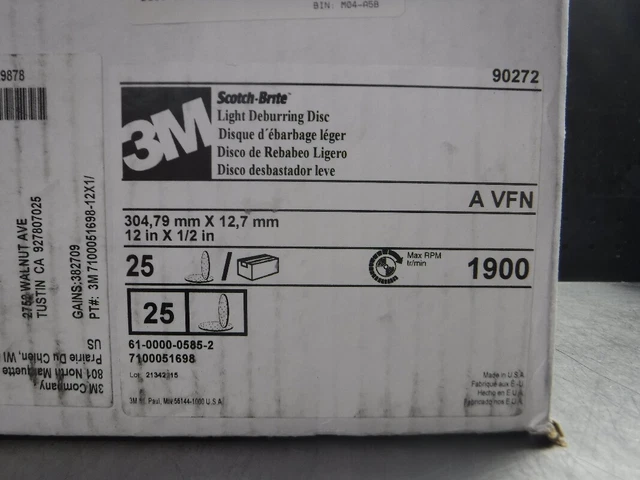 BIN: M04-A5B
9878
90272
3M
Scotch-Brite™
Light Deburring Disc
Disque d'ébarbage léger
Disco de Rebabeo Ligero
Disco desbastador leve
A VFN
304,79 mm X 12,7 mm
12 in X 1/2 in
25 /
Max RPM
tr/min
1900
25
61-0000-0585-2
7100051698
Lot 21342
3M St. Paul, MN 55144-1000 U.S.A
Made in U.S.A
Fabriqué aux E.-U.
Hecho en E.U.A.
Fabricado nos E.U.A.
WALNUT AVE
TUSTIN CA 927807025
GAINS:382709
PT#: 3M 7100051698-12X1/
3M Company
801 North Marquette
Prairie Du Chien, WI
US